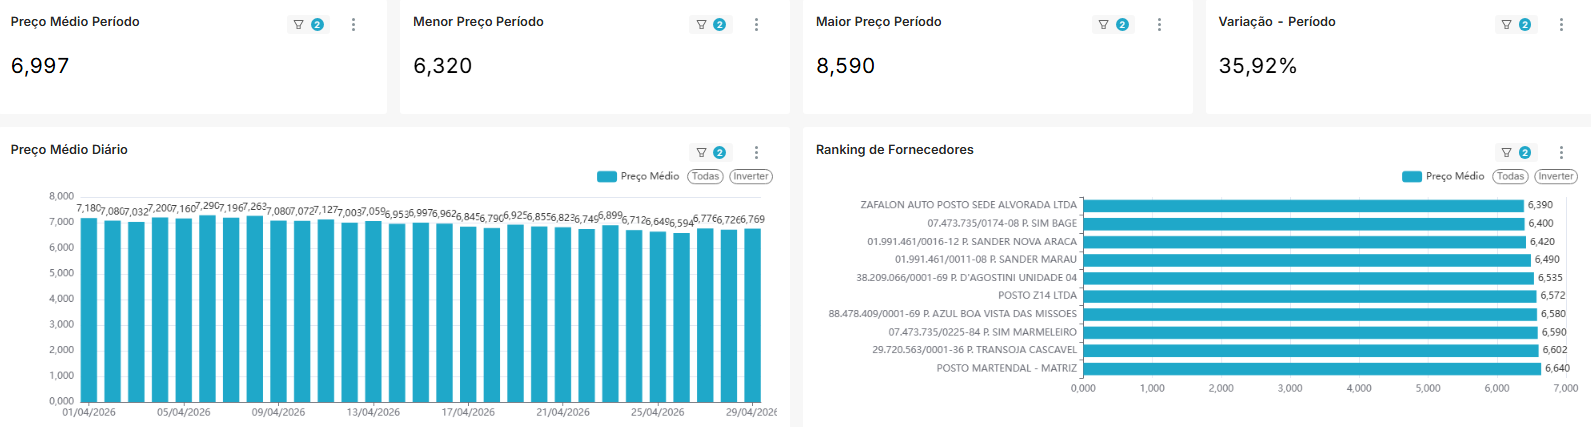 Preço Médio Período
2
6,997
Menor Preço Período
2
6,320
Maior Preço Período
2
8,590
Variação - Período
2
35,92%
Preço Médio Diário
2
Preço Médio
Todas
Inverter
8,000
7,000
6,000
5,000
4,000
3,000
2,000
1,000
0,000
7,180
7,080
7,032
7,200
7,160
7,290
7,196
7,263
7,080
7,072
7,127
7,003
7,059
6,953
6,997
6,962
6,845
6,790
6,925
6,855
6,823
6,749
6,899
6,712
6,649
6,594
6,776
6,726
6,769
01/04/2026
05/04/2026
09/04/2026
13/04/2026
17/04/2026
21/04/2026
25/04/2026
29/04/2026
Ranking de Fornecedores
2
Preço Médio
Todas
Inverter
ZAFALON AUTO POSTO SEDE ALVORADA LTDA 6,390
07.473.735/0174-08 P. SIM BAGE 6,400
01.991.461/0016-12 P. SANDER NOVA ARACA 6,420
01.991.461/0011-08 P. SANDER MARAU 6,490
38.209.066/0001-69 P. D'AGOSTINI UNIDADE 04 6,535
POSTO Z14 LTDA 6,572
88.478.409/0001-69 P. AZUL BOA VISTA DAS MISSOES 6,580
07.473.735/0225-84 P. SIM MARMELEIRO 6,590
29.720.563/0001-36 P. TRANSOJA CASCAVEL 6,602
POSTO MARTENDAL - MATRIZ 6,640
0,000
1,000
2,000
3,000
4,000
5,000
6,000
7,000